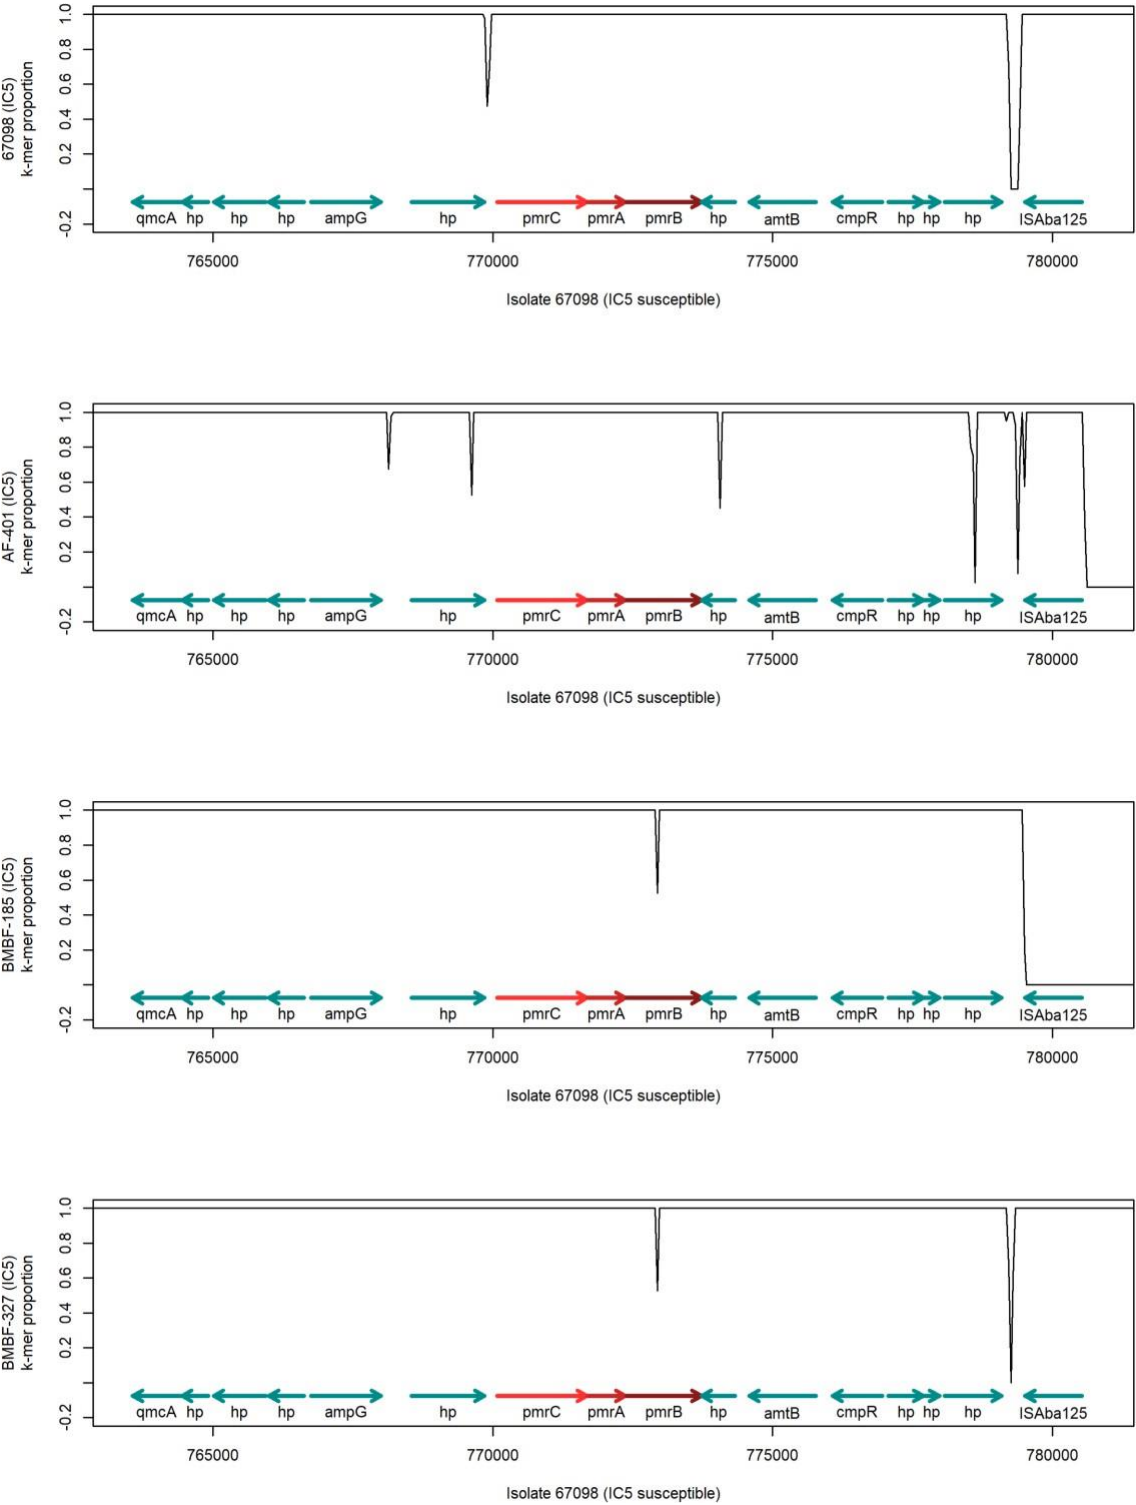 67098 (IC5)
k-mer proportion
1.0
0.8
0.6
0.4
0.2
-0.2
qmcA hp hp hp ampG hp pmrC pmrA pmrB hp amtB cmpR hp hp hp ISAba125
765000 770000 775000 780000
Isolate 67098 (IC5 susceptible)
AF-401 (IC5)
k-mer proportion
1.0
0.8
0.6
0.4
0.2
-0.2
qmcA hp hp hp ampG hp pmrC pmrA pmrB hp amtB cmpR hp hp hp ISAba125
765000 770000 775000 780000
Isolate 67098 (IC5 susceptible)
BMBF-185 (IC5)
k-mer proportion
1.0
0.8
0.6
0.4
0.2
-0.2
qmcA hp hp hp ampG hp pmrC pmrA pmrB hp amtB cmpR hp hp hp ISAba125
765000 770000 775000 780000
Isolate 67098 (IC5 susceptible)
BMBF-327 (IC5)
k-mer proportion
1.0
0.8
0.6
0.4
0.2
-0.2
qmcA hp hp hp ampG hp pmrC pmrA pmrB hp amtB cmpR hp hp hp ISAba125
765000 770000 775000 780000
Isolate 67098 (IC5 susceptible)